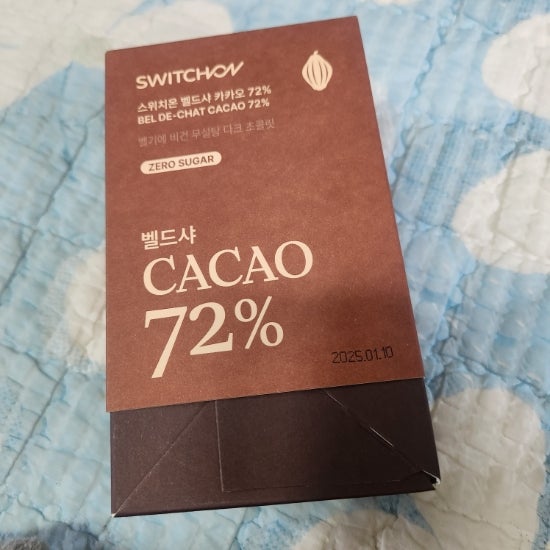 SWITCHON
스위치온 벨드샤 카카오 72%
BEL DE-CHAT CACAO 72%
벨기에 비건 무설탕 다크 초콜릿
ZERO SUGAR
벨드샤
CACAO
72%
2025.01.10